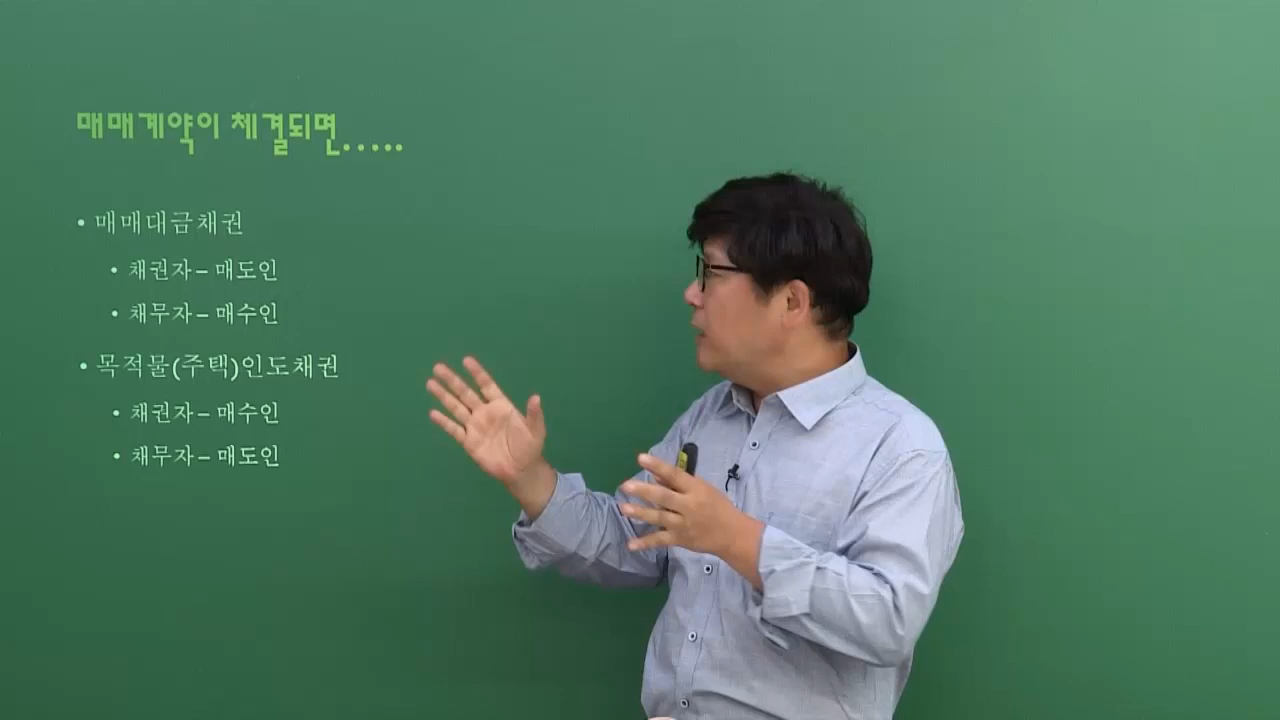 매매계약이 체결되면.....
• 매매대금채권
• 채권자 – 매도인
• 채무자 – 매수인
• 목적물(주택)인도채권
• 채권자 – 매수인
• 채무자 – 매도인